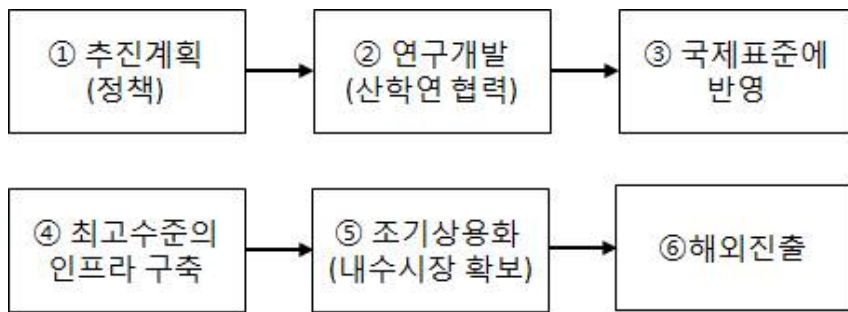 ① 추진계획
(정책)
② 연구개발
(산학연 협력)
③ 국제표준에
반영
④ 최고수준의
인프라 구축
⑤ 조기상용화
(내수시장 확보)
⑥해외진출